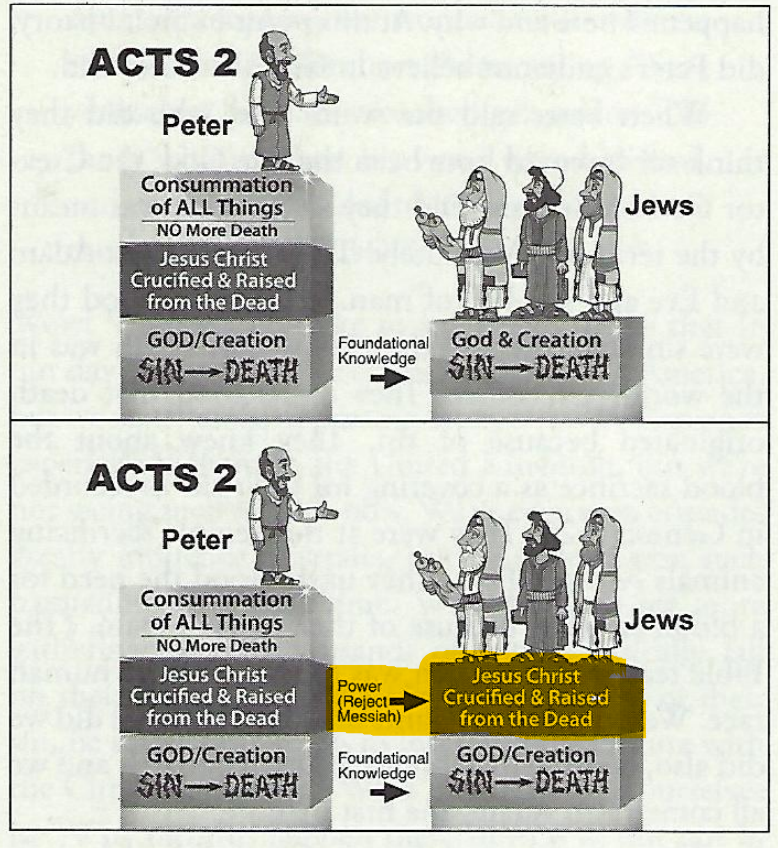 ACTS 2
Peter
Consummation
of ALL Things
NO More Death
Jesus Christ
Crucified & Raised
from the Dead
GOD/Creation
SIN → DEATH
Foundational
Knowledge
Jews
God & Creation
SIN → DEATH
ACTS 2
Peter
Consummation
of ALL Things
NO More Death
Jesus Christ
Crucified & Raised
from the Dead
GOD/Creation
SIN → DEATH
Power
(Reject
Messiah)
Foundational
Knowledge
Jews
Jesus Christ
Crucified & Raised
from the Dead
GOD/Creation
SIN → DEATH